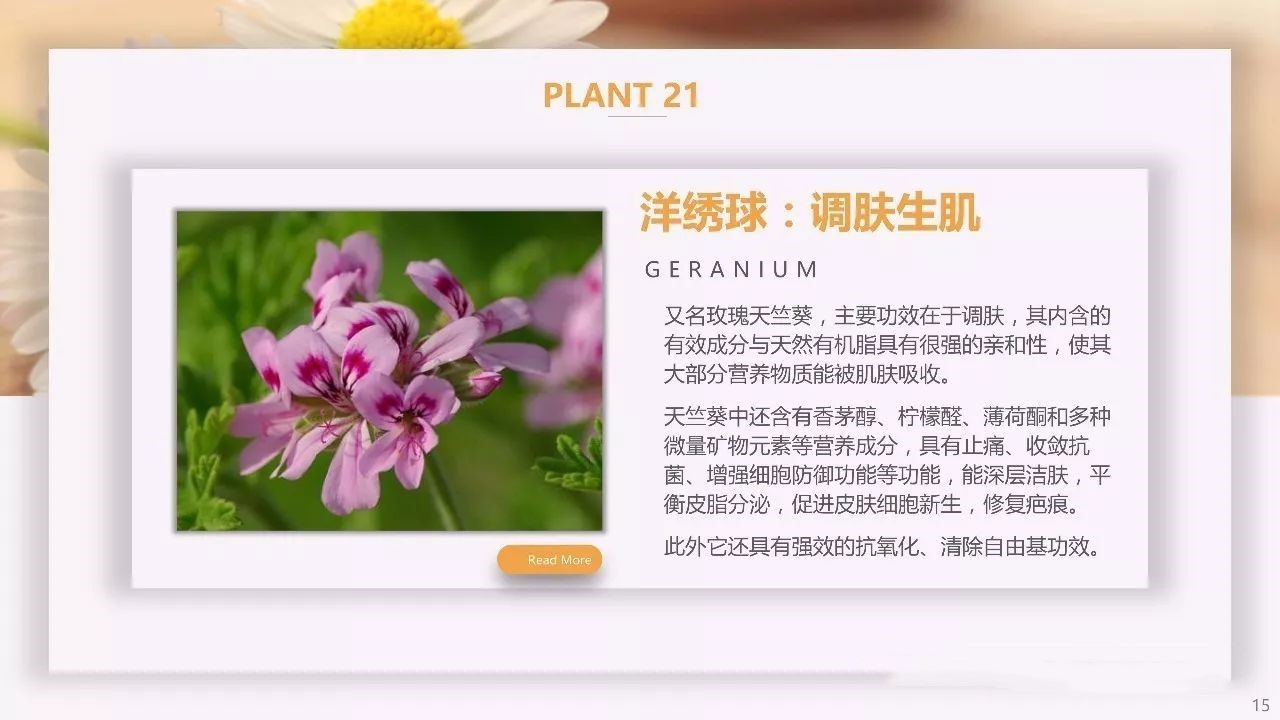 PLANT 21
洋绣球：调肤生肌
GERANIUM
又名玫瑰天竺葵，主要功效在于调肤，其内含的
有效成分与天然有机脂具有很强的亲和性，使其
大部分营养物质能被肌肤吸收。
天竺葵中还含有香茅醇、柠檬醛、薄荷酮和多种
微量矿物元素等营养成分，具有止痛、收敛抗
菌、增强细胞防御功能等功能，能深层洁肤，平
衡皮脂分泌，促进皮肤细胞新生，修复疤痕。
此外它还具有强效的抗氧化、清除自由基功效。
Read More
15